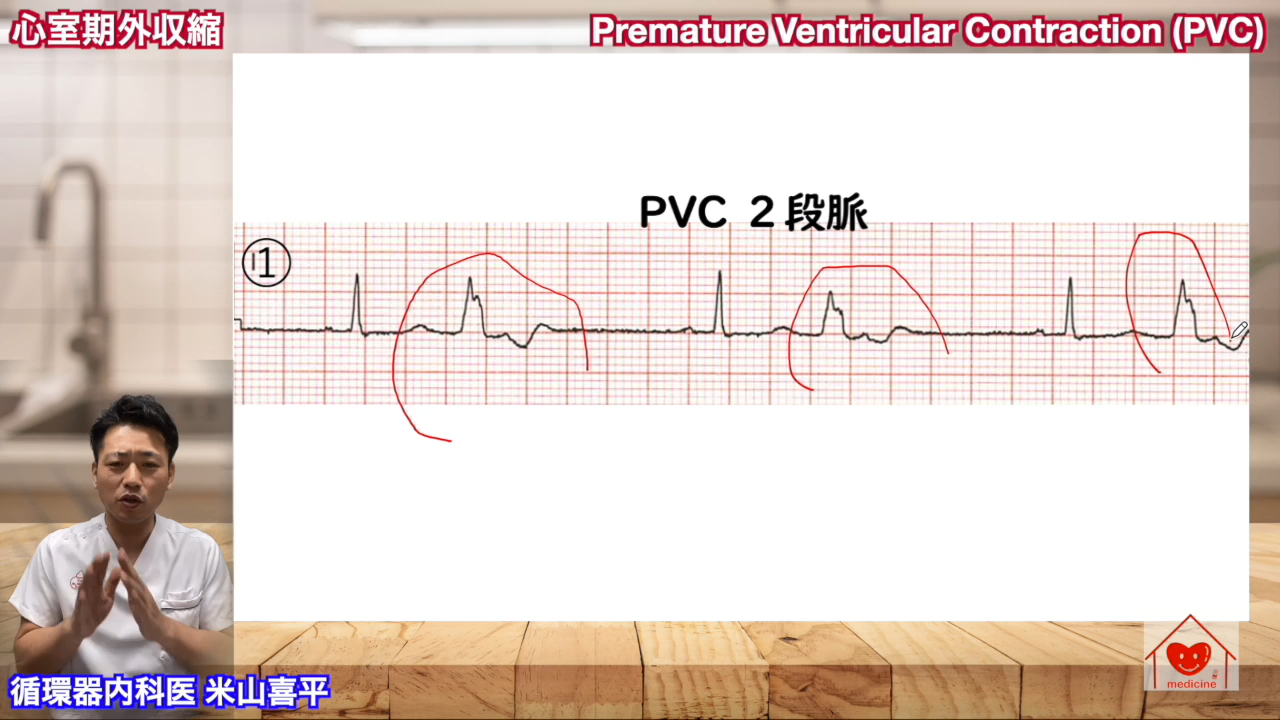 心室期外収縮
Premature Ventricular Contraction (PVC)
PVC 2段脈
①
循環器内科医 米山喜平
medicine